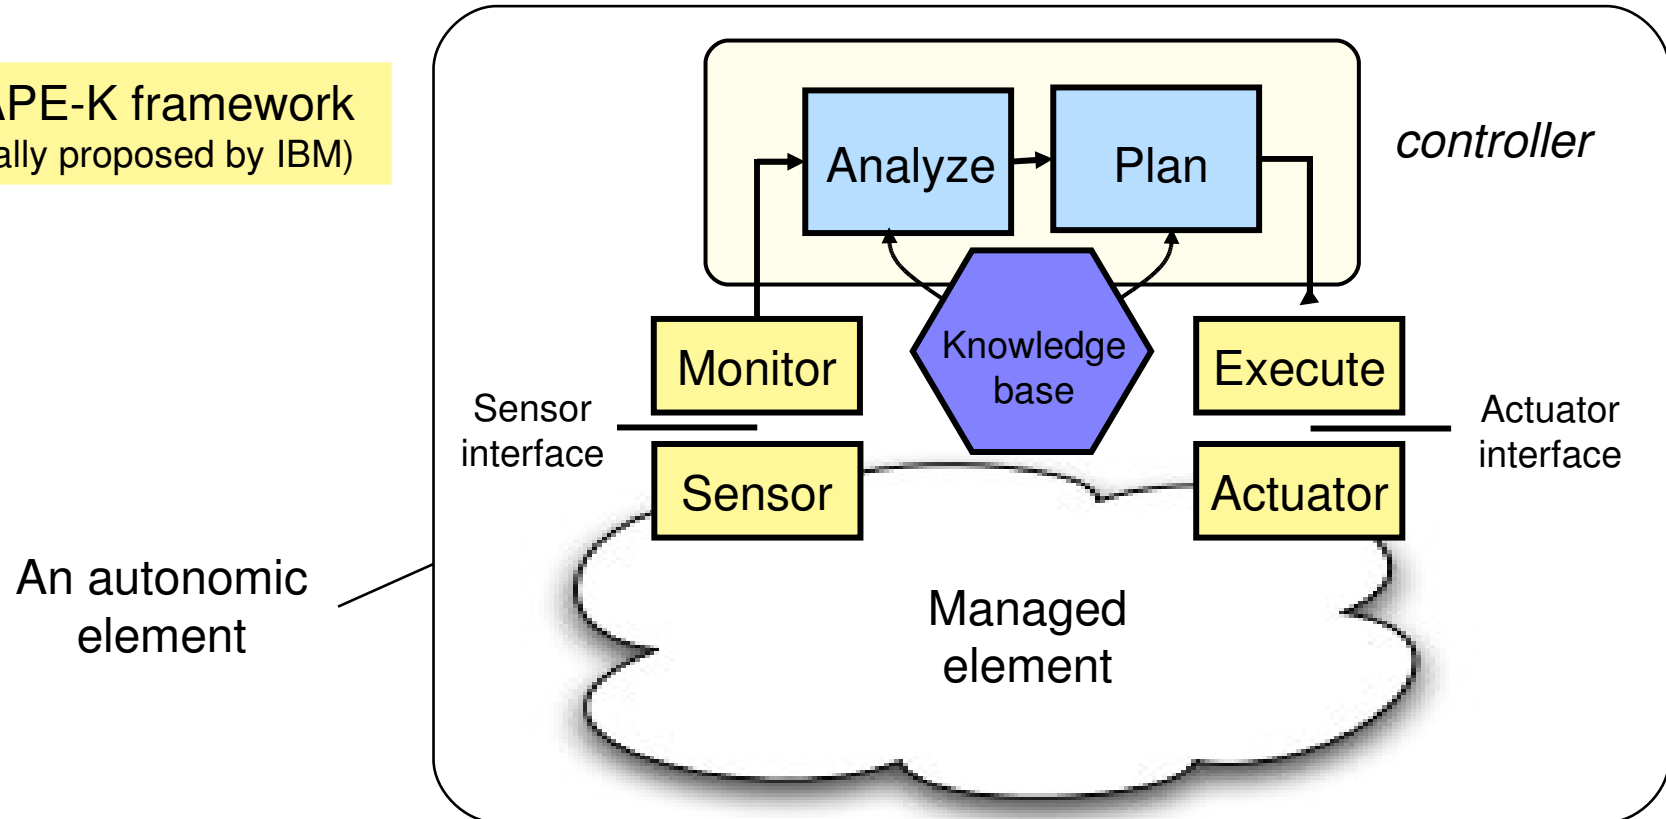 APE-K framework
ally proposed by IBM)
controller
Analyze
Plan
Knowledge
base
Monitor
Execute
Sensor
interface
Actuator
interface
Sensor
Actuator
An autonomic
element
Managed
element